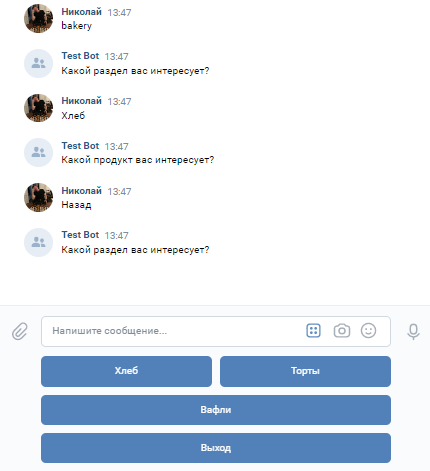 Николай 13:47
bakery
Test Bot 13:47
Какой раздел вас интересует?
Николай 13:47
Хлеб
Test Bot 13:47
Какой продукт вас интересует?
Николай 13:47
Назад
Test Bot 13:47
Какой раздел вас интересует?
Напишите сообщение...
Хлеб Торты
Вафли
Выход